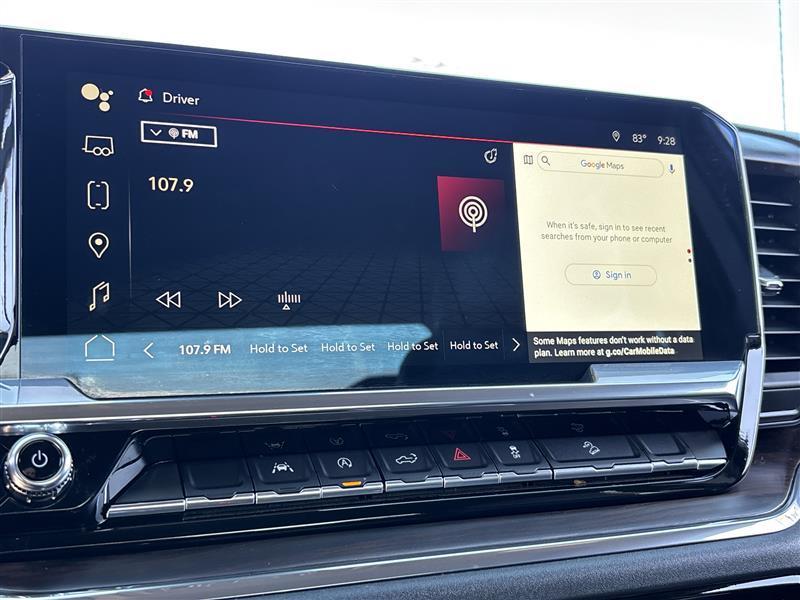 Driver
FM
83° 9:28
107.9
Google Maps
When it's safe, sign in to see recent
searches from your phone or computer
Sign in
107.9 FM Hold to Set Hold to Set Hold to Set Hold to Set
Some Maps features don't work without a data
plan. Learn more at g.co/CarMobileData